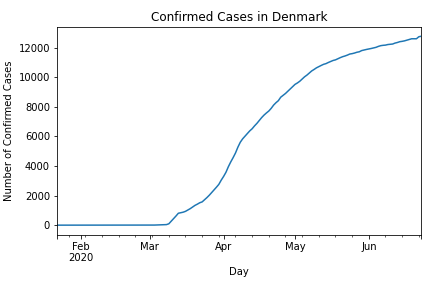 Confirmed Cases in Denmark
Number of Confirmed Cases
12000
10000
8000
6000
4000
2000
0
Feb Mar Apr May Jun
2020
Day